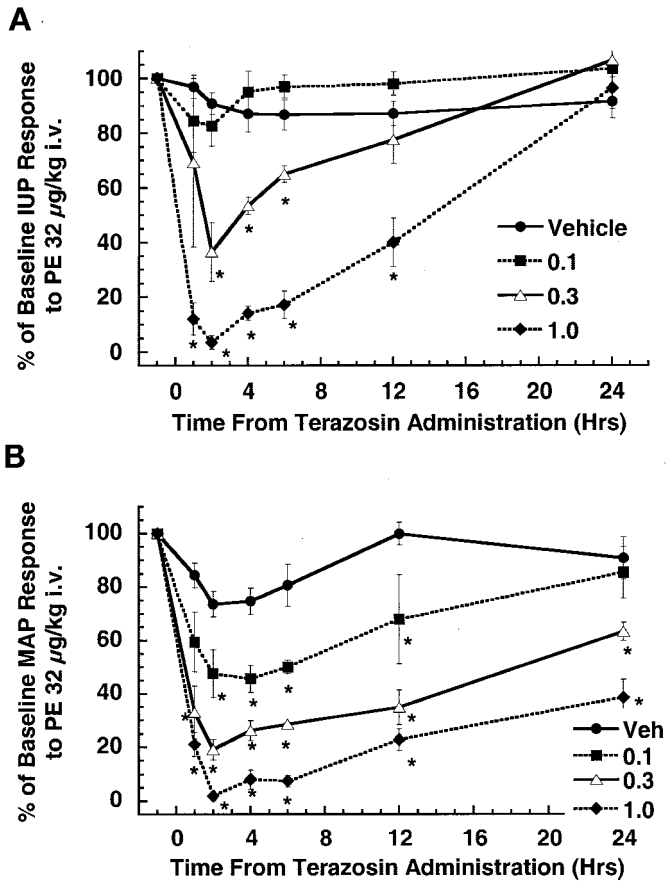 A
% of Baseline IUP Response
to PE 32 µg/kg i.v.
100
80
60
40
20
0
* * * * * * * *
Vehicle
0.1
0.3
1.0
0 4 8 12 16 20 24
Time From Terazosin Administration (Hrs)
B
% of Baseline MAP Response
to PE 32 µg/kg i.v.
100
80
60
40
20
0
* * * * * * * * * * * * * * * * *
Veh
0.1
0.3
1.0
0 4 8 12 16 20 24
Time From Terazosin Administration (Hrs)